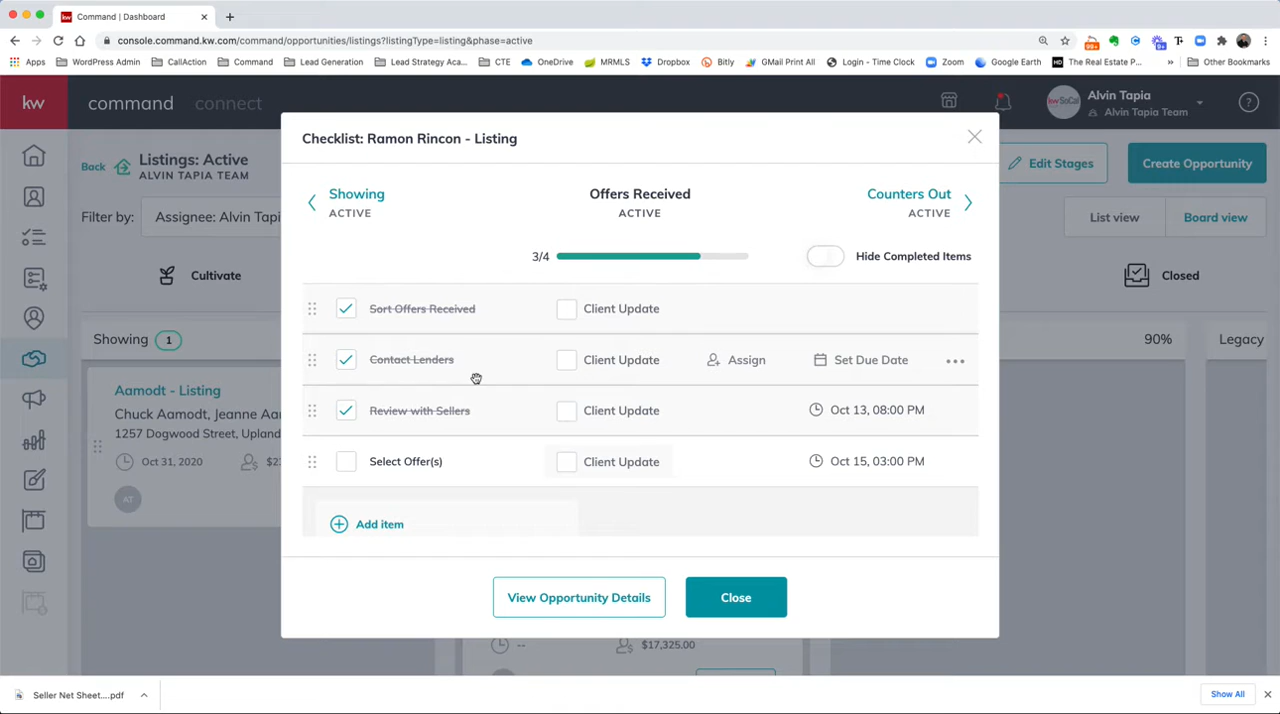 Command | Dashboard
console.command.kw.com/command/opportunities/listings?listingType=listing&phase=active
Apps WordPress Admin CallAction Command Lead Generation Lead Strategy Aca... CTE OneDrive MRMLS Dropbox Bitly GMail Print All Login - Time Clock Zoom Google Earth HD The Real Estate P... » Other Bookmarks
kw command connect
Alvin Tapia
Alvin Tapia Team
Back Listings: Active
ALVIN TAPIA TEAM
Edit Stages
Create Opportunity
Filter by: Assignee: Alvin Tapi
List view Board view
Cultivate
Closed
Showing 1
90% Legacy
Aamodt - Listing
Chuck Aamodt, Jeanne Aa
1257 Dogwood Street, Upland
Oct 31, 2020
AT
Checklist: Ramon Rincon - Listing
Showing Offers Received Counters Out
ACTIVE ACTIVE ACTIVE
3/4 Hide Completed Items
Sort Offers Received Client Update
Contact Lenders Client Update Assign Set Due Date
Review with Sellers Client Update Oct 13, 08:00 PM
Select Offer(s) Client Update Oct 15, 03:00 PM
Add item
View Opportunity Details Close
-- $17,325.00
Seller Net Sheet....pdf
Show All